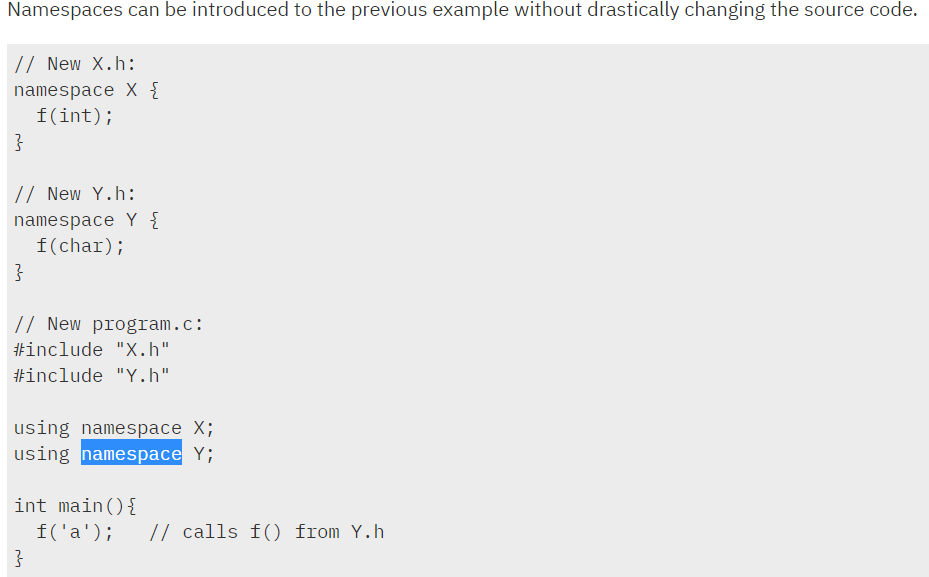 Namespaces can be introduced to the previous example without drastically changing the source code.
// New X.h:
namespace X {
  f(int);
}
// New Y.h:
namespace Y {
  f(char);
}
// New program.c:
#include "X.h"
#include "Y.h"
using namespace X;
using namespace Y;
int main(){
  f('a');   // calls f() from Y.h
}